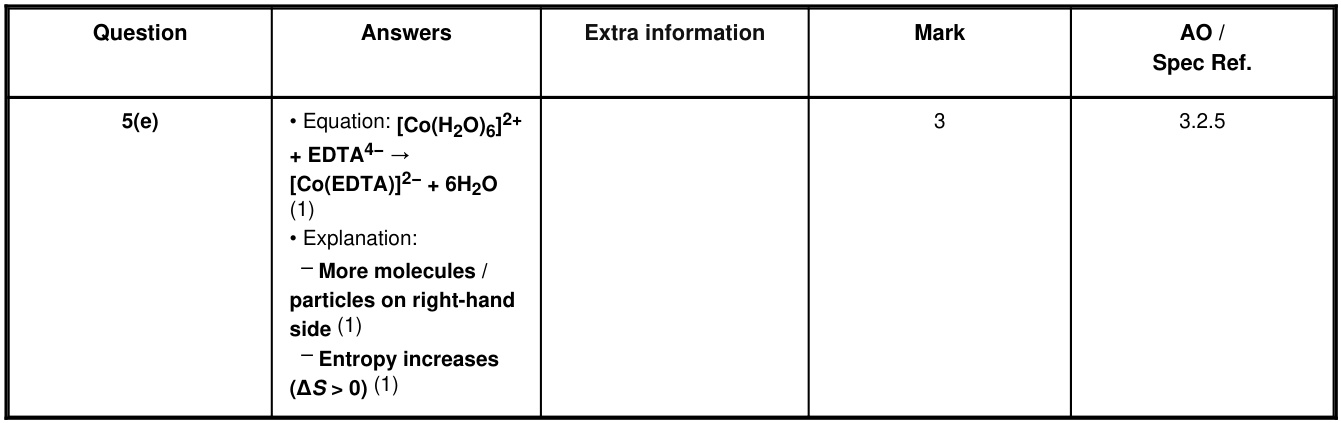 Question Answers Extra information Mark AO /
Spec Ref.
5(e) • Equation: [Co(H₂O)₆]²⁺ 3 3.2.5
+ EDTA⁴⁻ →
[Co(EDTA)]²⁻ + 6H₂O
(1)
• Explanation:
– More molecules /
particles on right-hand
side (1)
– Entropy increases
(ΔS > 0) (1)